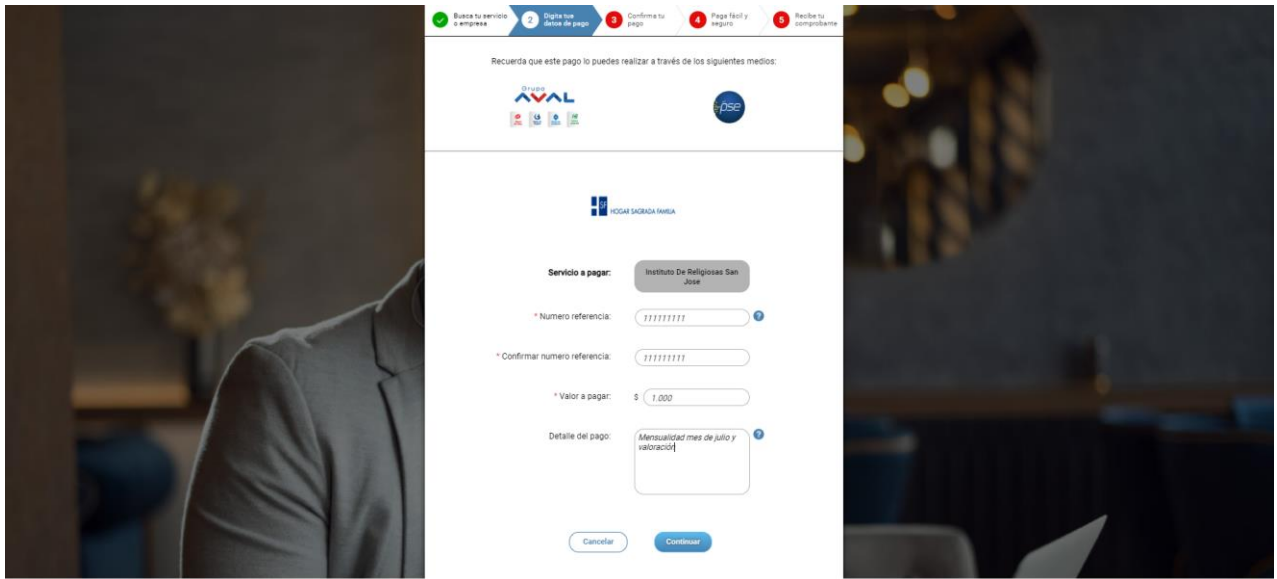 Busca tu servicio
o empresa
2 Digita tus
datos de pago
3 Confirma tu
pago
4 Paga fácil y
seguro
5 Recibe tu
comprobante
Recuerda que este pago lo puedes realizar a través de los siguientes medios:
Grupo
AVAL
pse
SF HOGAR SAGRADA FAMILIA
Servicio a pagar: Instituto De Religiosas San
Jose
* Numero referencia: 111111111 ?
* Confirmar numero referencia: 111111111
* Valor a pagar: $ 1.000
Detalle del pago: Mensualidad mes de julio y ?
valoración
Cancelar Continuar